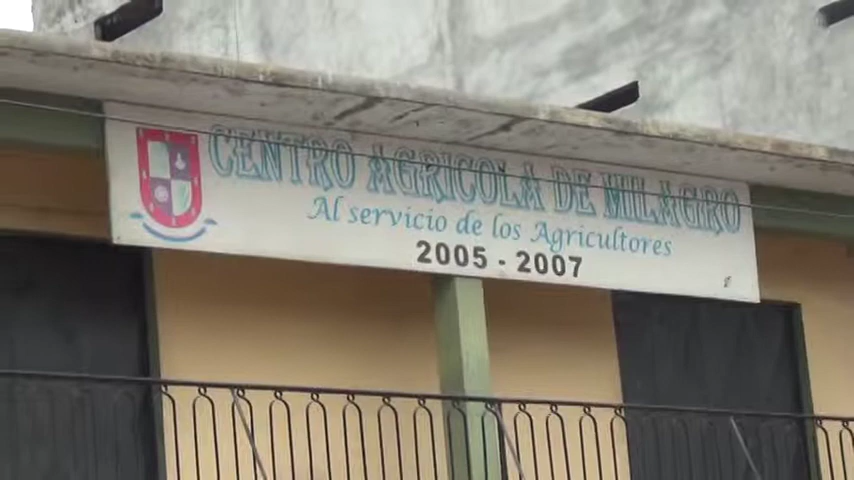 CENTRO AGRICOLA DE MILAGRO
Al servicio de los Agricultores
2005 - 2007